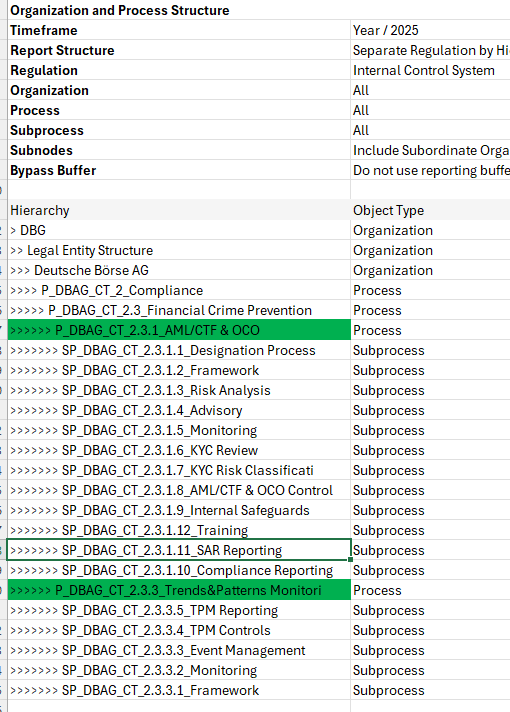 Organization and Process Structure
Timeframe Year / 2025
Report Structure Separate Regulation by Hi
Regulation Internal Control System
Organization All
Process All
Subprocess All
Subnodes Include Subordinate Orga
Bypass Buffer Do not use reporting buffe
Hierarchy Object Type
> DBG Organization
>> Legal Entity Structure Organization
>>> Deutsche Börse AG Organization
>>>> P_DBAG_CT_2_Compliance Process
>>>>> P_DBAG_CT_2.3_Financial Crime Prevention Process
>>>>>> P_DBAG_CT_2.3.1_AML/CTF & OCO Process
>>>>>>> SP_DBAG_CT_2.3.1.1_Designation Process Subprocess
>>>>>>> SP_DBAG_CT_2.3.1.2_Framework Subprocess
>>>>>>> SP_DBAG_CT_2.3.1.3_Risk Analysis Subprocess
>>>>>>> SP_DBAG_CT_2.3.1.4_Advisory Subprocess
>>>>>>> SP_DBAG_CT_2.3.1.5_Monitoring Subprocess
>>>>>>> SP_DBAG_CT_2.3.1.6_KYC Review Subprocess
>>>>>>> SP_DBAG_CT_2.3.1.7_KYC Risk Classificati Subprocess
>>>>>>> SP_DBAG_CT_2.3.1.8_AML/CTF & OCO Control Subprocess
>>>>>>> SP_DBAG_CT_2.3.1.9_Internal Safeguards Subprocess
>>>>>>> SP_DBAG_CT_2.3.1.12_Training Subprocess
>>>>>>> SP_DBAG_CT_2.3.1.11_SAR Reporting Subprocess
>>>>>>> SP_DBAG_CT_2.3.1.10_Compliance Reporting Subprocess
>>>>>> P_DBAG_CT_2.3.3_Trends&Patterns Monitori Process
>>>>>>> SP_DBAG_CT_2.3.3.5_TPM Reporting Subprocess
>>>>>>> SP_DBAG_CT_2.3.3.4_TPM Controls Subprocess
>>>>>>> SP_DBAG_CT_2.3.3.3_Event Management Subprocess
>>>>>>> SP_DBAG_CT_2.3.3.2_Monitoring Subprocess
>>>>>>> SP_DBAG_CT_2.3.3.1_Framework Subprocess